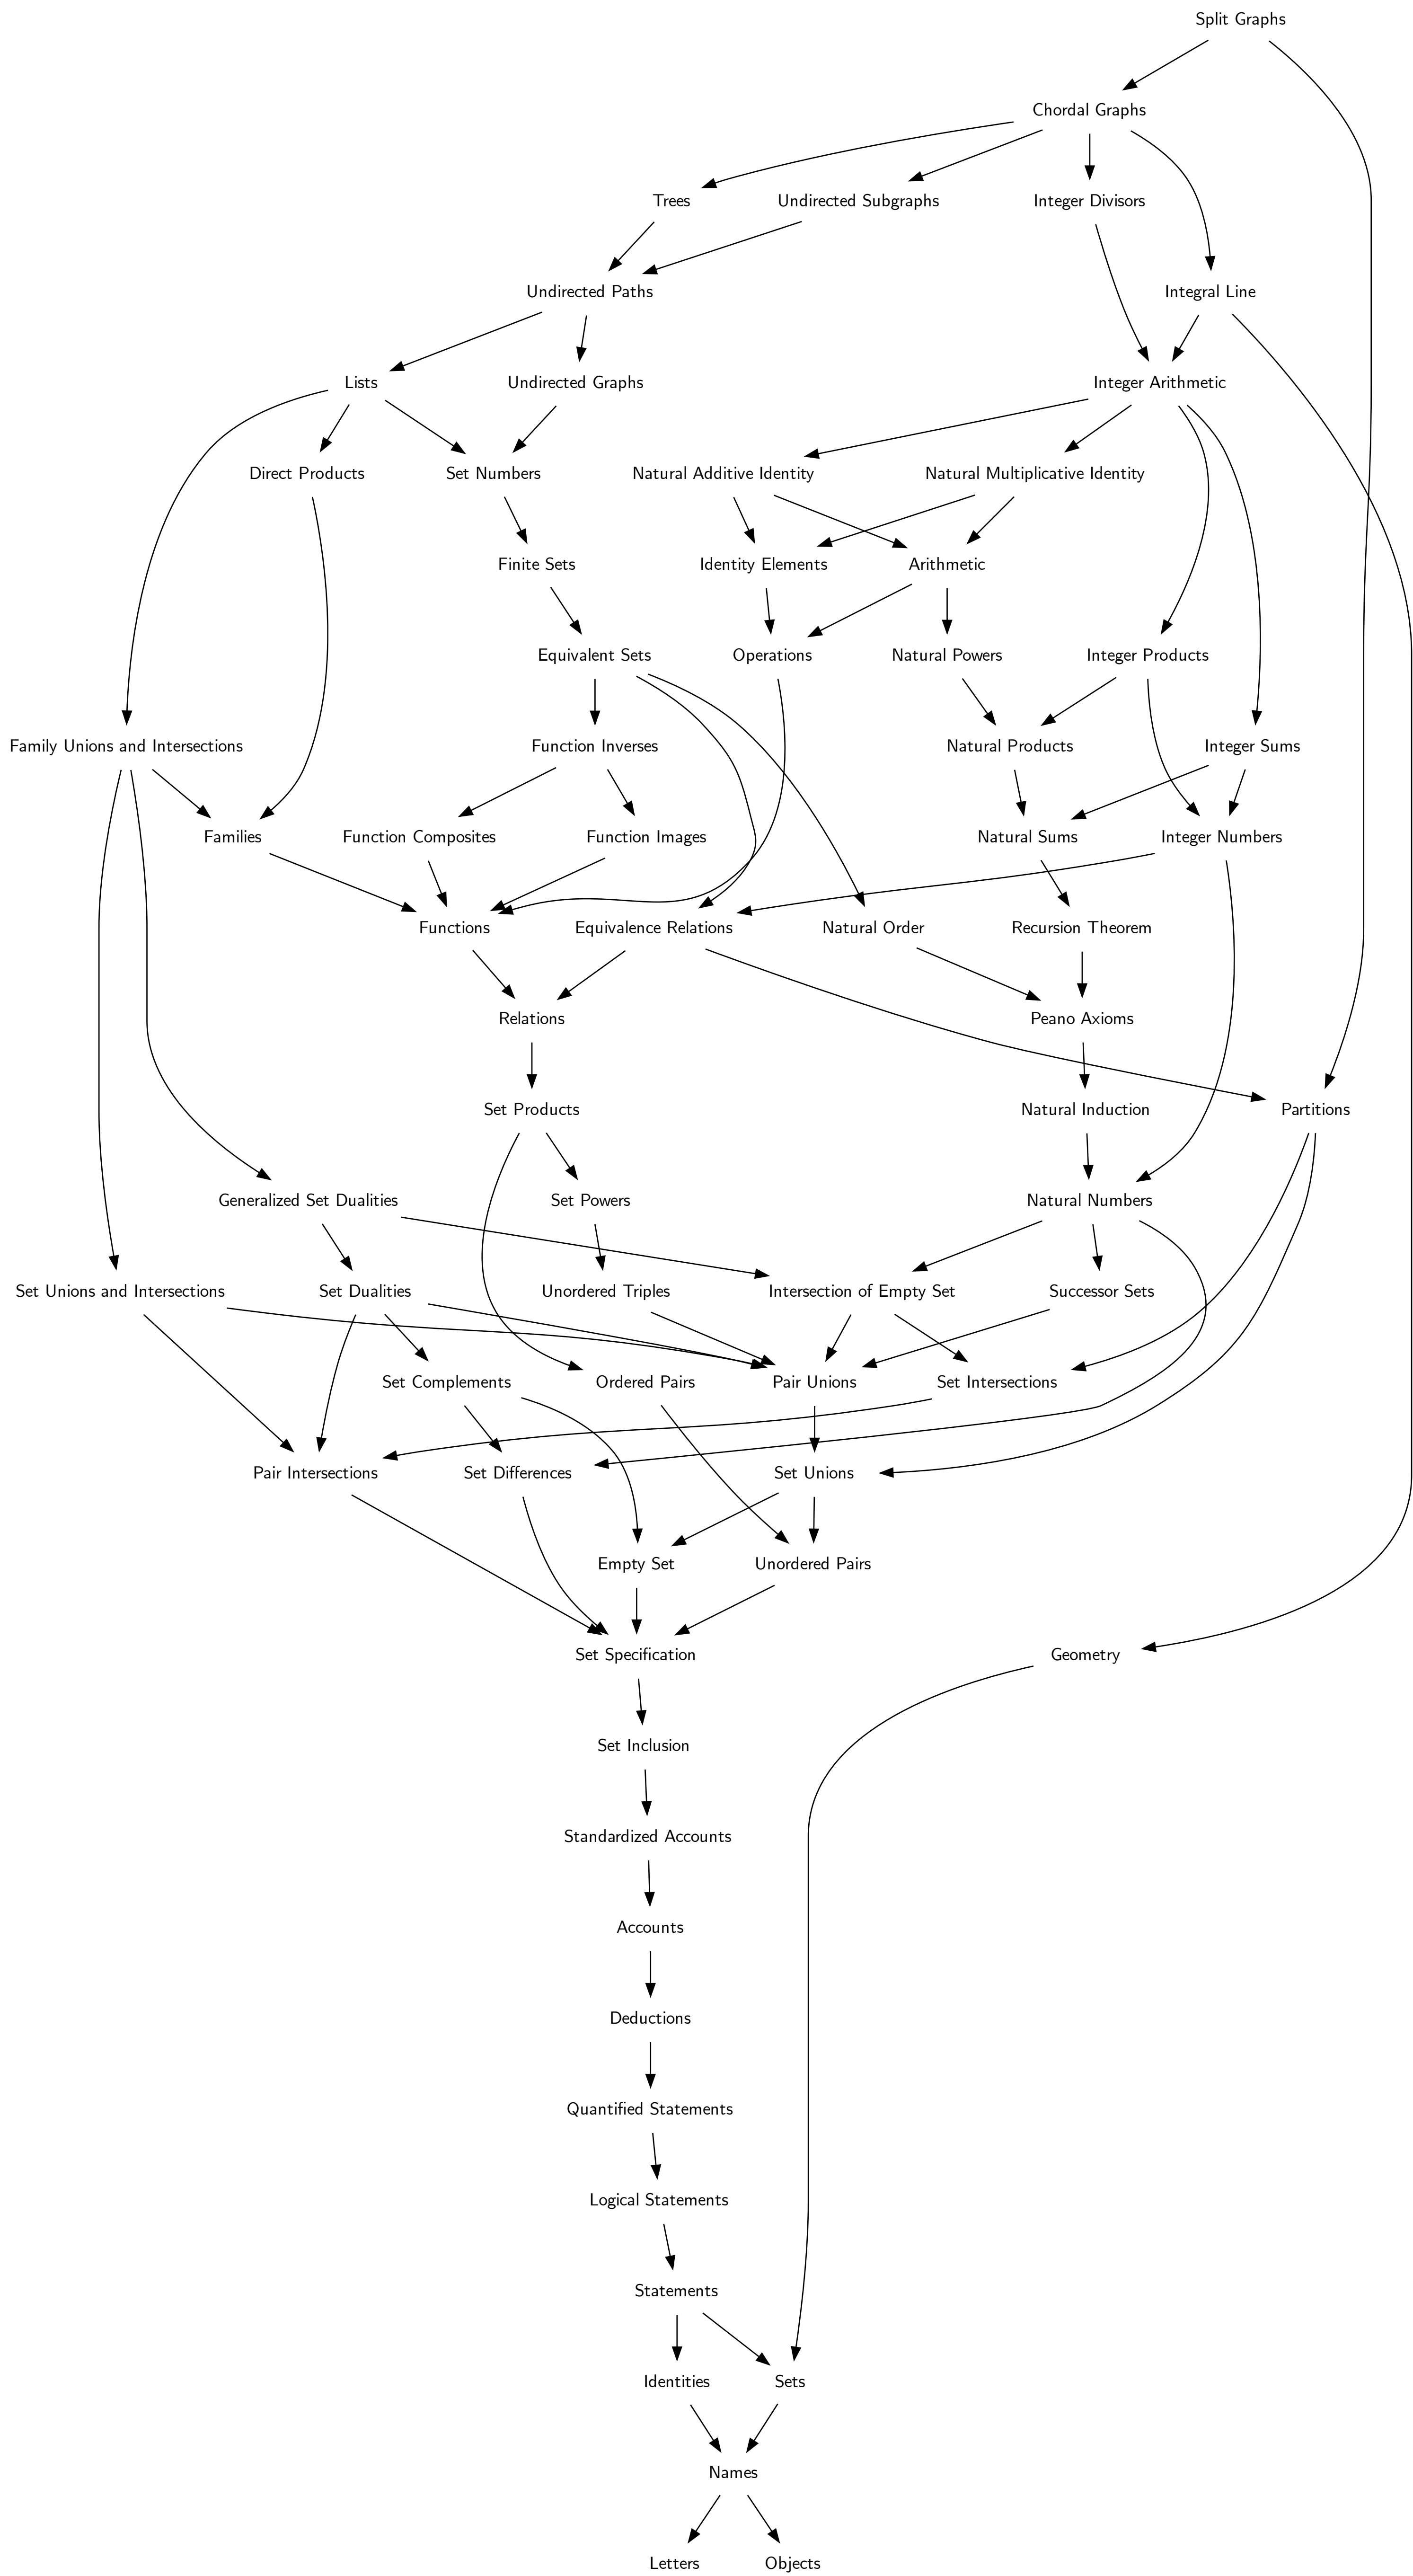 Split Graphs
Chordal Graphs
Trees
Undirected Subgraphs
Integer Divisors
Undirected Paths
Integral Line
Lists
Undirected Graphs
Integer Arithmetic
Direct Products
Set Numbers
Natural Additive Identity
Natural Multiplicative Identity
Finite Sets
Identity Elements
Arithmetic
Equivalent Sets
Operations
Natural Powers
Integer Products
Family Unions and Intersections
Function Inverses
Natural Products
Integer Sums
Families
Function Composites
Function Images
Natural Sums
Integer Numbers
Functions
Equivalence Relations
Natural Order
Recursion Theorem
Relations
Peano Axioms
Set Products
Natural Induction
Partitions
Generalized Set Dualities
Set Powers
Natural Numbers
Set Unions and Intersections
Set Dualities
Unordered Triples
Intersection of Empty Set
Successor Sets
Set Complements
Ordered Pairs
Pair Unions
Set Intersections
Pair Intersections
Set Differences
Set Unions
Empty Set
Unordered Pairs
Set Specification
Geometry
Set Inclusion
Standardized Accounts
Accounts
Deductions
Quantified Statements
Logical Statements
Statements
Identities
Sets
Names
Letters
Objects